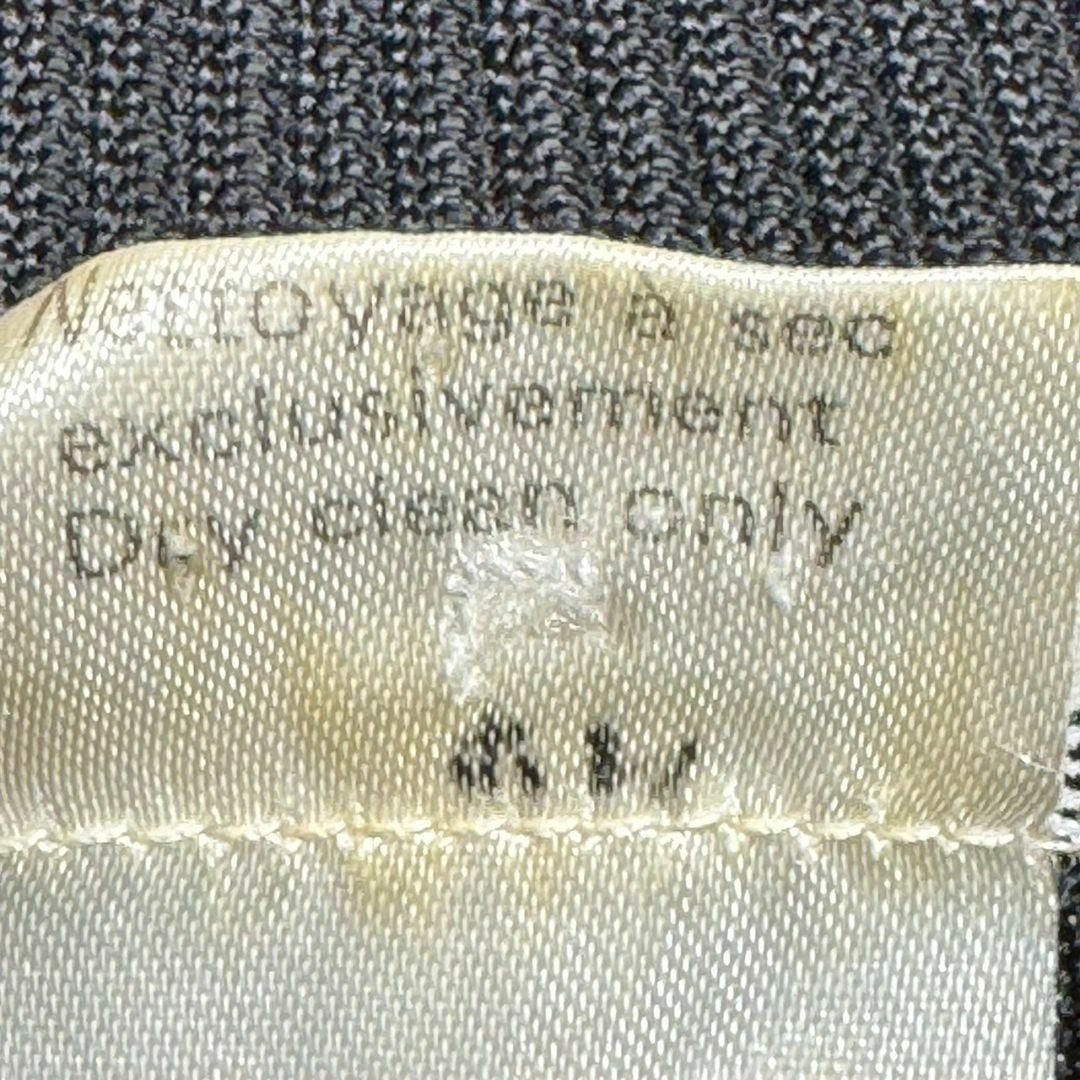 Nettoyage a sec
exclusivement
Dry clean only